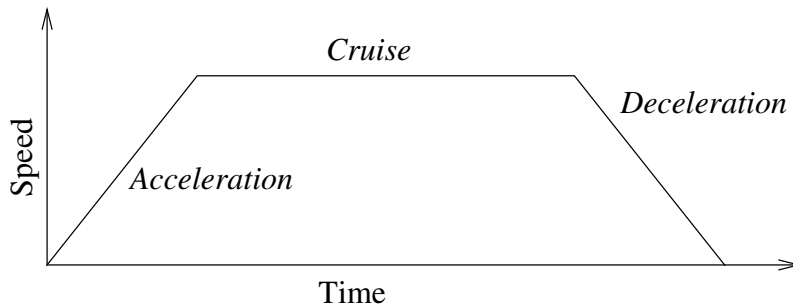 Cruise
Deceleration
Acceleration
Speed
Time